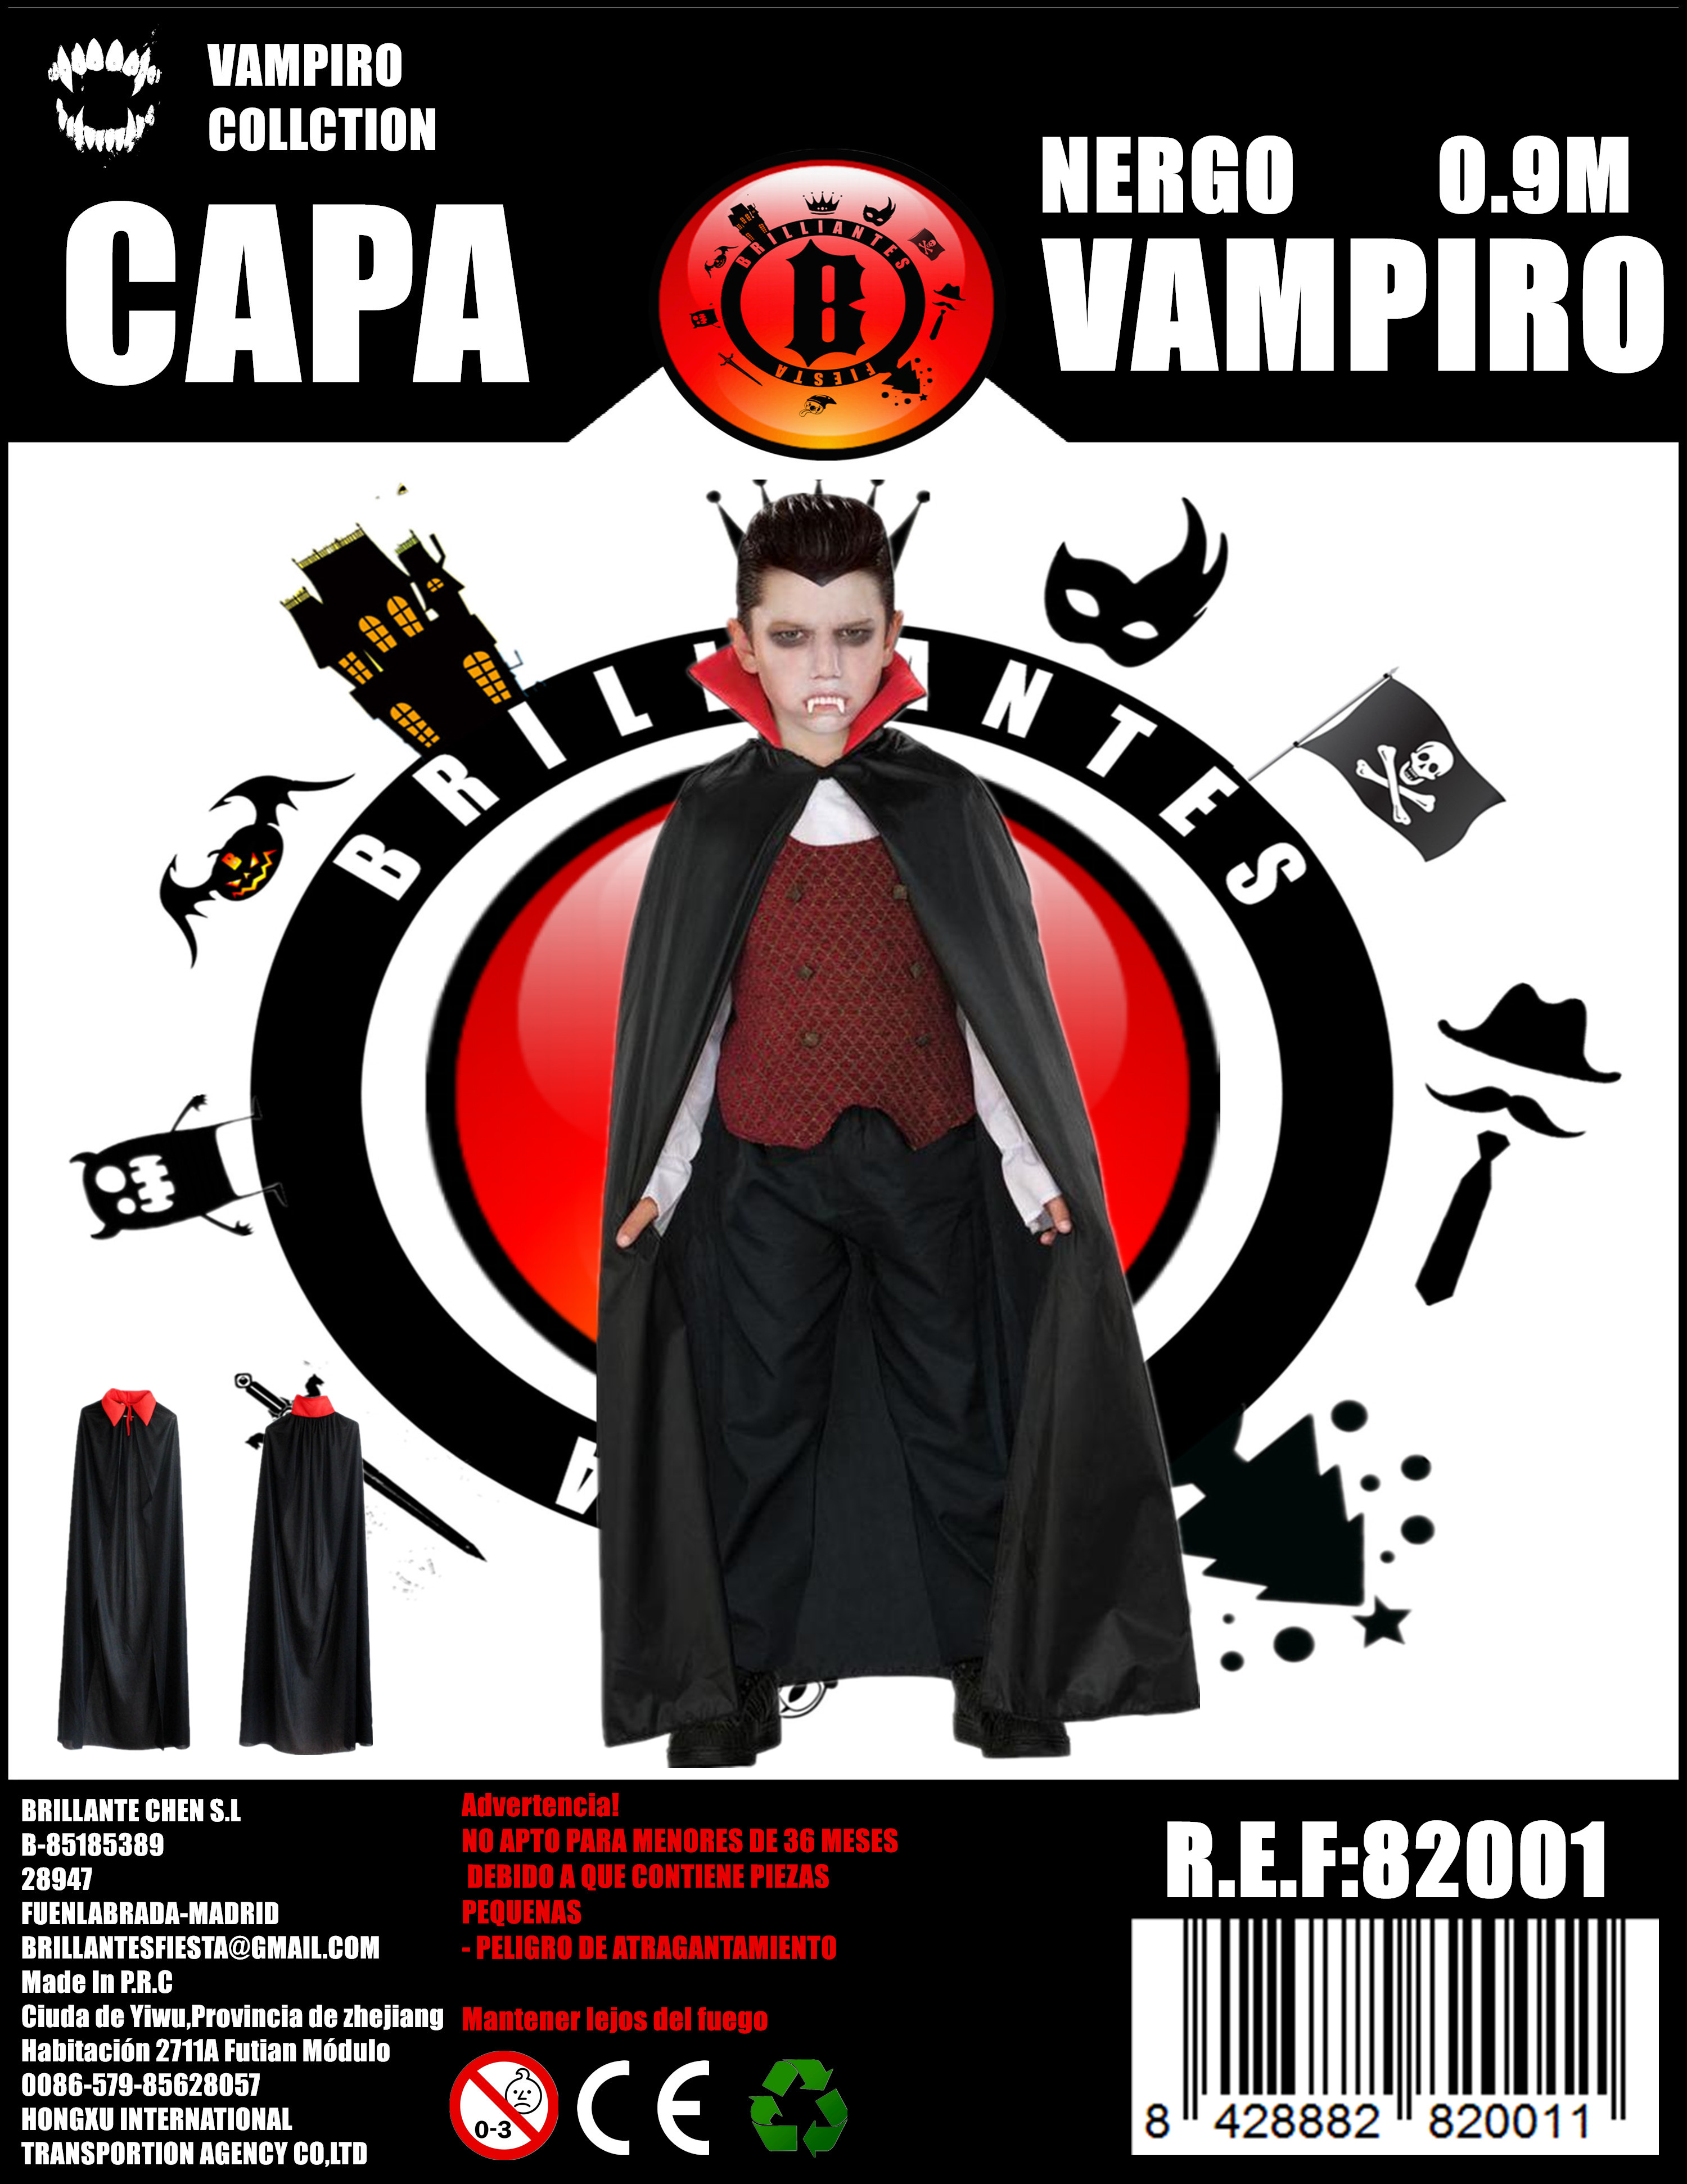 VAMPIRO
COLLCTION
CAPA
NERGO 0.9M
VAMPIRO
BRILLIANTES
B
FIESTA
BRILL ANTES
A
BRILLANTE CHEN S.L
B-85185389
28947
FUENLABRADA-MADRID
BRILLANTESFIESTA@GMAIL.COM
Made In P.R.C
Ciuda de Yiwu,Provincia de zhejiang
Habitación 2711A Futian Módulo
0086-579-85628057
HONGXU INTERNATIONAL
TRANSPORTION AGENCY CO,LTD
Advertencia!
NO APTO PARA MENORES DE 36 MESES
DEBIDO A QUE CONTIENE PIEZAS
PEQUENAS
- PELIGRO DE ATRAGANTAMIENTO
Mantener lejos del fuego
0-3
CE
R.E.F:82001
8 428882 820011